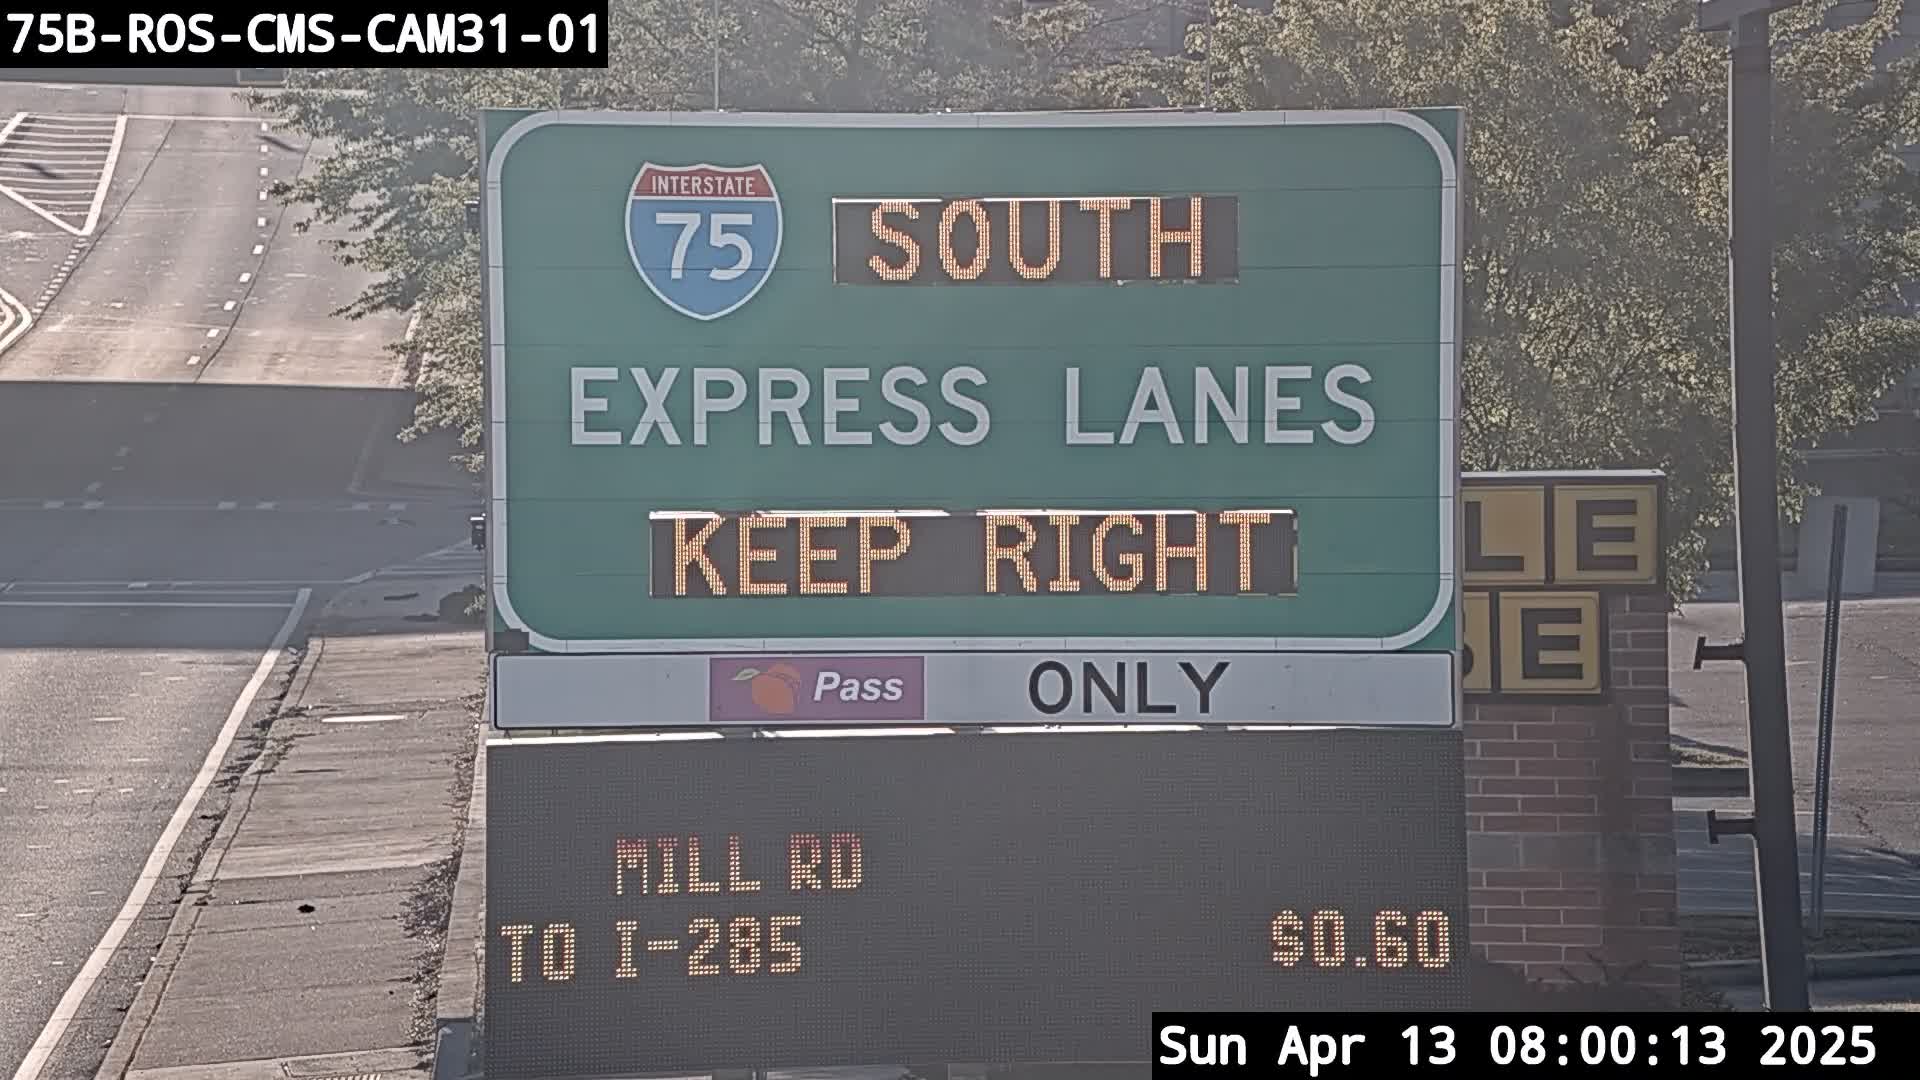 75B-ROS-CMS-CAM31-01
INTERSTATE
75
SOUTH
EXPRESS LANES
KEEP RIGHT
Pass ONLY
MILL RD
TO I-285 $0.60
LE
E
Sun Apr 13 08:00:13 2025